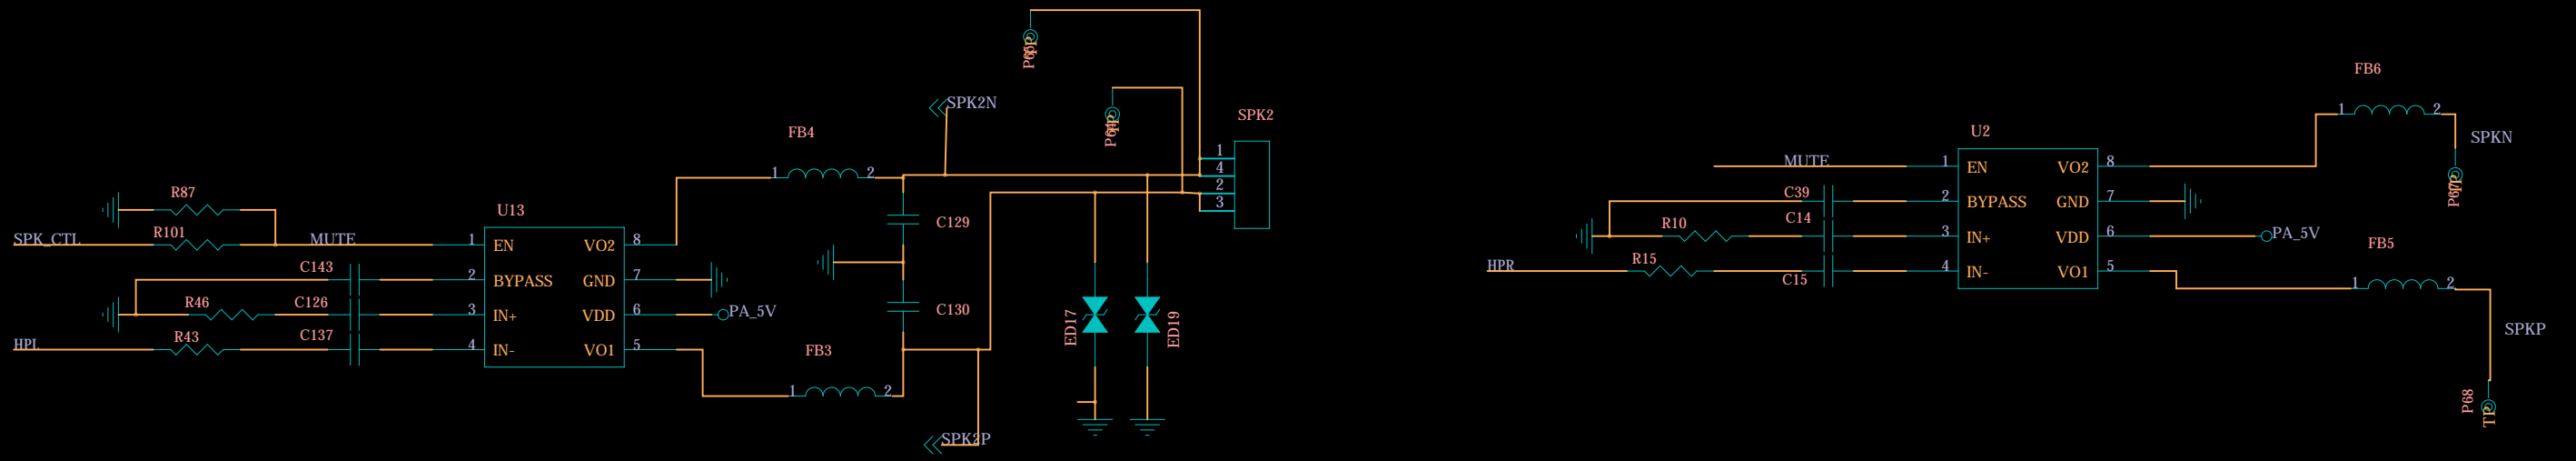 SPK2N
SPK2
FB4
1
2
1
4
2
3
R87
U13
C129
SPK_CTL
R101
MUTE
1
EN
VO2
8
C143
2
BYPASS
GND
7
R46
C126
3
IN+
VDD
6
PA_5V
C130
HPL
R43
C137
4
IN-
VO1
5
FB3
1
2
ED17
ED19
SPK2P
FB6
1
2
U2
SPKN
MUTE
1
EN
VO2
8
C39
2
BYPASS
GND
7
R10
C14
3
IN+
VDD
6
PA_5V
FB5
HPR
R15
C15
4
IN-
VO1
5
1
2
SPKP
P68
TP